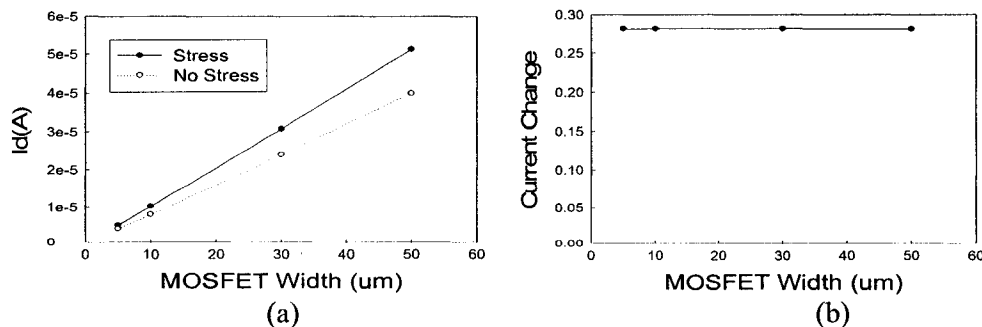 6e-5
5e-5
4e-5
3e-5
2e-5
1e-5
0
Id(A)
Stress
No Stress
0 10 20 30 40 50 60
MOSFET Width (um)
(a)
0.30
0.25
0.20
0.15
0.10
0.05
0.00
Current Change
0 10 20 30 40 50 60
MOSFET Width (um)
(b)